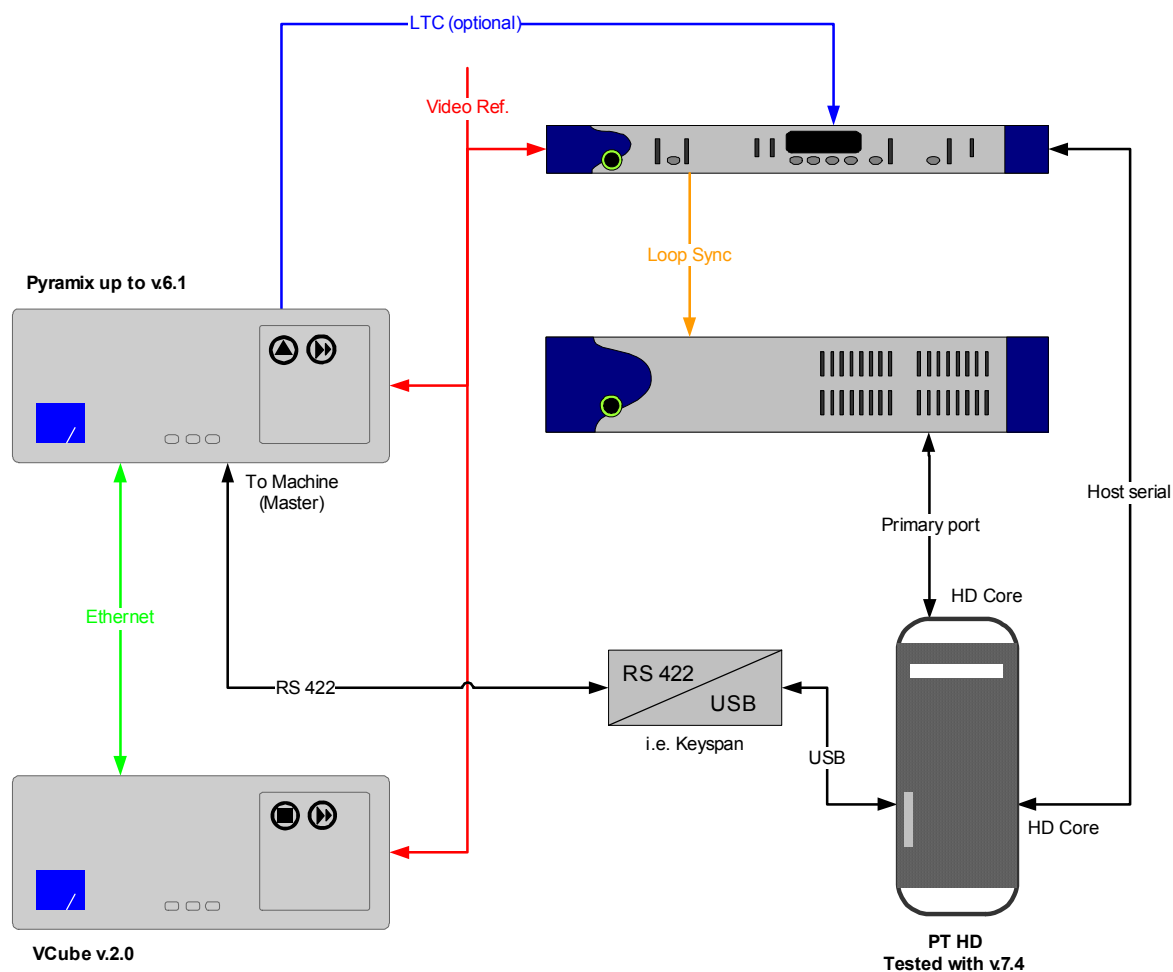 LTC (optional)
Video Ref.
Loop Sync
Pyramix up to v.6.1
To Machine
(Master)
Host serial
Primary port
HD Core
Ethernet
RS 422
RS 422
USB
i.e. Keyspan
USB
HD Core
VCube v.2.0
PT HD
Tested with v.7.4